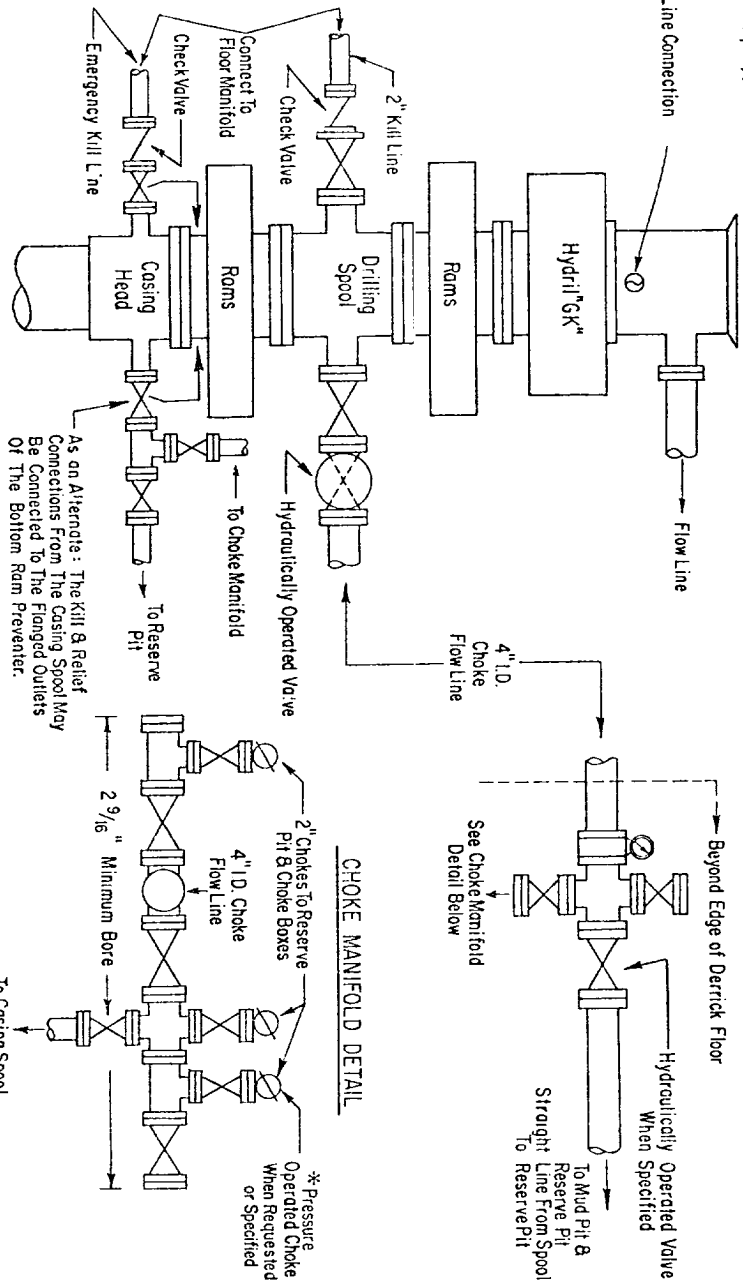 Line Connection
Flow Line
Hydril "GK"
Rams
2" Kill Line
Check Valve
Drilling
Spool
Hydraulically Operated Valve
Connect To
Floor Manifold
Rams
Check Valve
Emergency Kill Line
Casing
Head
To Choke Manifold
To Reserve
Pit
As an Alternate: The Kill & Relief
Connections From The Casing Spool May
Be Connected To The Flanged Outlets
Of The Bottom Ram Preventer.
4" I.D.
Choke
Flow Line
Beyond Edge of Derrick Floor
Hydraulically Operated Valve
When Specified
See Choke Manifold
Detail Below
To Mud Pit &
Reserve Pit
Straight Line From Spool
To Reserve Pit
CHOKE MANIFOLD DETAIL
2" Chokes To Reserve
Pit & Choke Boxes
4" I.D. Choke
Flow Line
2 9/16" Minimum Bore
* Pressure
Operated Choke
When Requested
or Specified
To Casing Spool